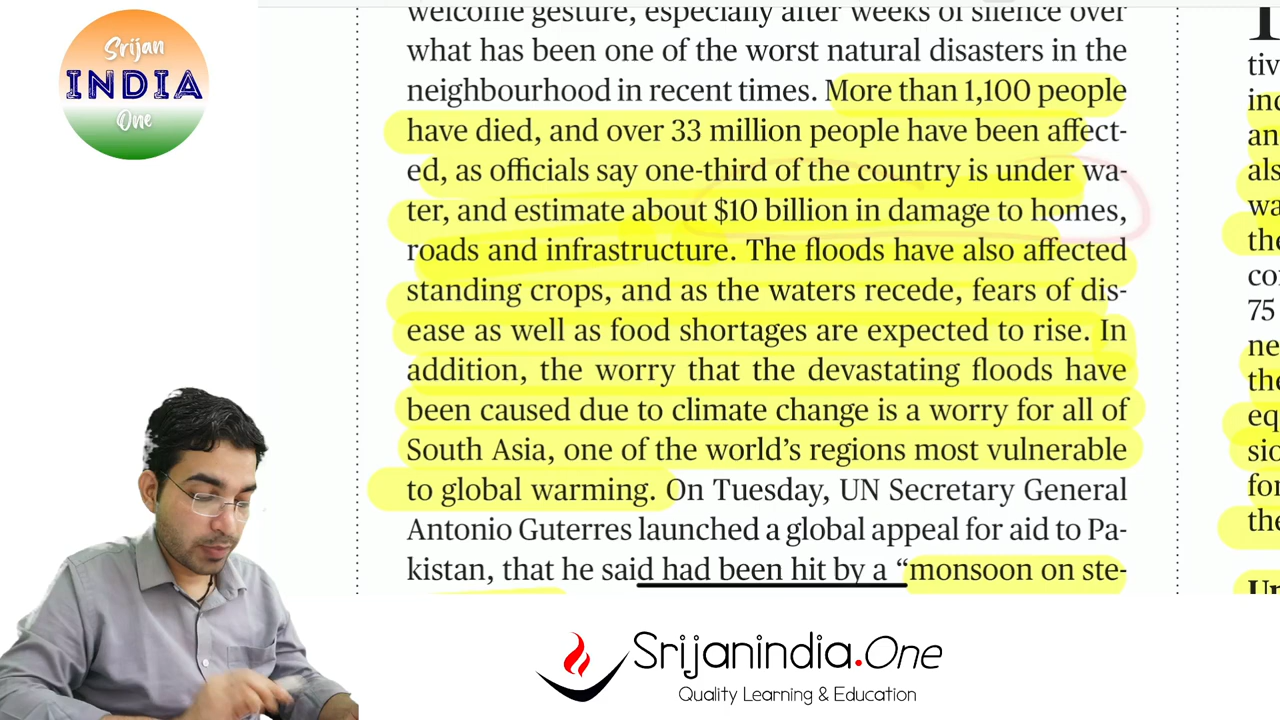 Srijan
INDIA
One
welcome gesture, especially after weeks of silence over
what has been one of the worst natural disasters in the
neighbourhood in recent times. More than 1,100 people
have died, and over 33 million people have been affect-
ed, as officials say one-third of the country is under wa-
ter, and estimate about $10 billion in damage to homes,
roads and infrastructure. The floods have also affected
standing crops, and as the waters recede, fears of dis-
ease as well as food shortages are expected to rise. In
addition, the worry that the devastating floods have
been caused due to climate change is a worry for all of
South Asia, one of the world's regions most vulnerable
to global warming. On Tuesday, UN Secretary General
Antonio Guterres launched a global appeal for aid to Pa-
kistan, that he said had been hit by a “monsoon on ste-
75
Srijanindia.One
Quality Learning & Education